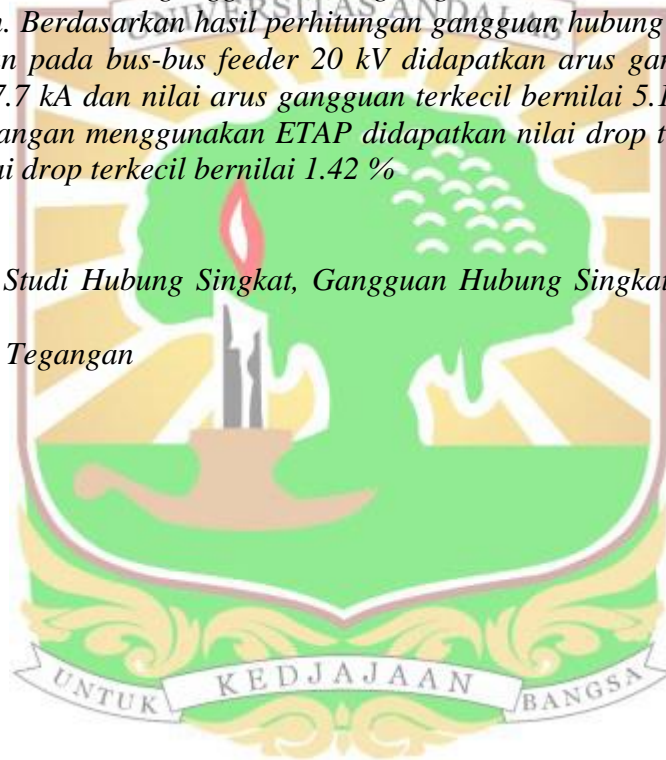 UNIVERSITAS ANDALAS
n. Berdasarkan hasil perhitungan gangguan hubung
n pada bus-bus feeder 20 kV didapatkan arus gan
7.7 kA dan nilai arus gangguan terkecil bernilai 5.1
angan menggunakan ETAP didapatkan nilai drop t
ai drop terkecil bernilai 1.42 %
Studi Hubung Singkat, Gangguan Hubung Singkat
Tegangan
UNTUK KEDJAJAAN BANGSA